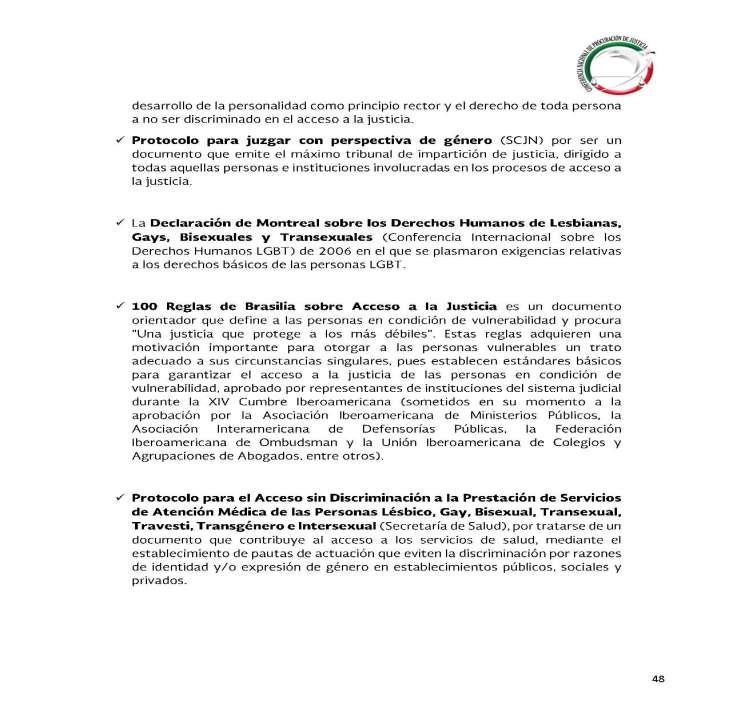 CONFERENCIA NACIONAL DE PROCURACIÓN DE JUSTICIA
desarrollo de la personalidad como principio rector y el derecho de toda persona
a no ser discriminado en el acceso a la justicia.
✓ Protocolo para juzgar con perspectiva de género (SCJN) por ser un
documento que emite el máximo tribunal de impartición de justicia, dirigido a
todas aquellas personas e instituciones involucradas en los procesos de acceso a
la justicia.
✓ La Declaración de Montreal sobre los Derechos Humanos de Lesbianas,
Gays, Bisexuales y Transexuales (Conferencia Internacional sobre los
Derechos Humanos LGBT) de 2006 en el que se plasmaron exigencias relativas
a los derechos básicos de las personas LGBT.
✓ 100 Reglas de Brasilia sobre Acceso a la Justicia es un documento
orientador que define a las personas en condición de vulnerabilidad y procura
"Una justicia que protege a los más débiles". Estas reglas adquieren una
motivación importante para otorgar a las personas vulnerables un trato
adecuado a sus circunstancias singulares, pues establecen estándares básicos
para garantizar el acceso a la justicia de las personas en condición de
vulnerabilidad, aprobado por representantes de instituciones del sistema judicial
durante la XIV Cumbre Iberoamericana (sometidos en su momento a la
aprobación por la Asociación Iberoamericana de Ministerios Públicos, la
Asociación Interamericana de Defensorías Públicas, la Federación
Iberoamericana de Ombudsman y la Unión Iberoamericana de Colegios y
Agrupaciones de Abogados, entre otros).
✓ Protocolo para el Acceso sin Discriminación a la Prestación de Servicios
de Atención Médica de las Personas Lésbico, Gay, Bisexual, Transexual,
Travesti, Transgénero e Intersexual (Secretaría de Salud), por tratarse de un
documento que contribuye al acceso a los servicios de salud, mediante el
establecimiento de pautas de actuación que eviten la discriminación por razones
de identidad y/o expresión de género en establecimientos públicos, sociales y
privados.
48